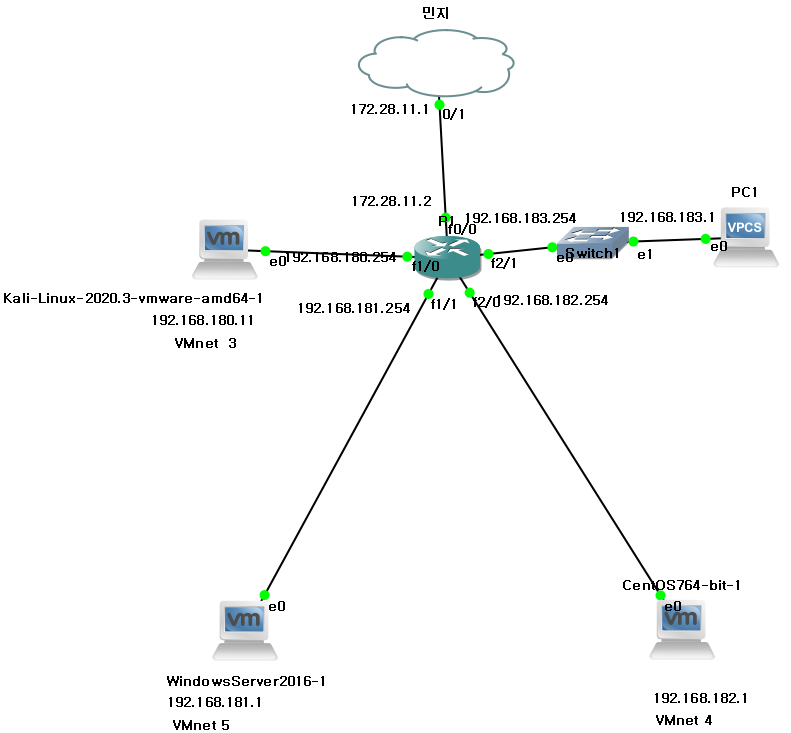 민지
172.28.11.1
0/1
172.28.11.2
R1
f0/0
192.168.183.254
192.168.183.1
PC1
VPCS
vm
e0
192.168.180.254
f1/0
f2/1
e0
Switch1
e1
e0
Kali-Linux-2020.3-vmware-amd64-1
192.168.180.11
VMnet 3
192.168.181.254
f1/1
f2/0
192.168.182.254
CentOS764-bit-1
e0
vm
e0
vm
WindowsServer2016-1
192.168.181.1
VMnet 5
192.168.182.1
VMnet 4